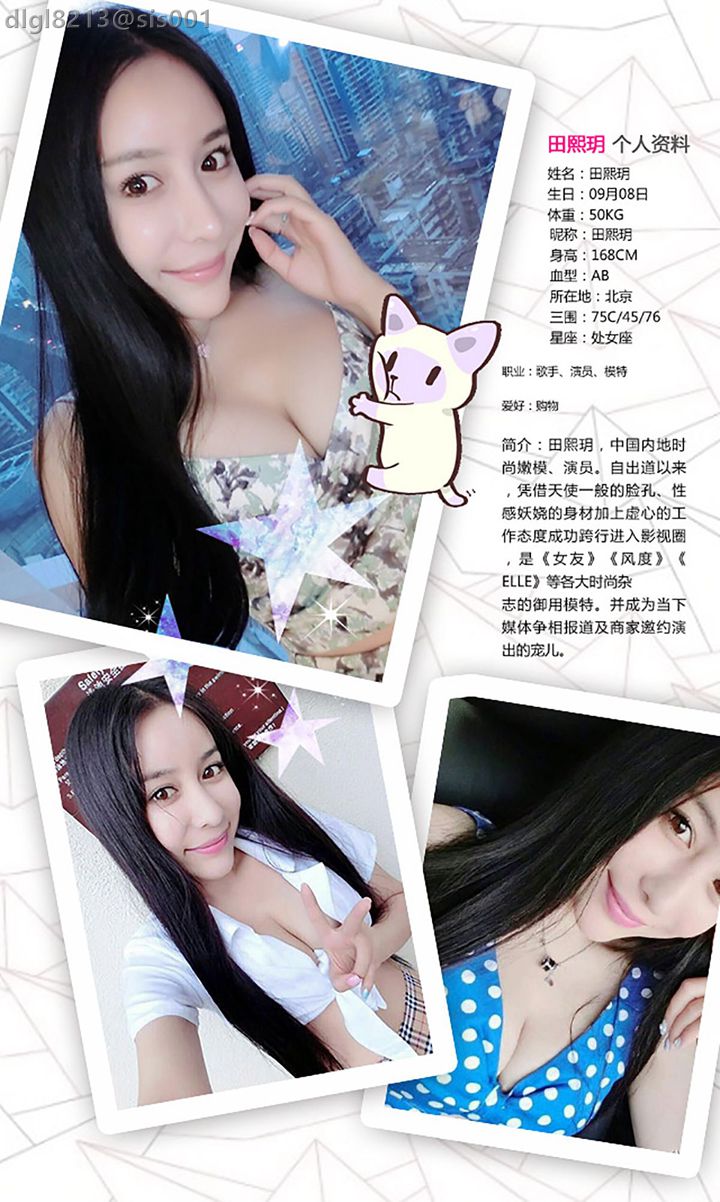 dlgl8213@sis001
田熙玥 个人资料
姓名：田熙玥
生日：09月08日
体重：50KG
昵称：田熙玥
身高：168CM
血型：AB
所在地：北京
三围：75C/45/76
星座：处女座
职业：歌手、演员、模特
爱好：购物
简介：田熙玥，中国内地时
尚嫩模、演员。自出道以来
，凭借天使一般的脸孔、性
感妖娆的身材加上虚心的工
作态度成功跨行进入影视圈
，是《女友》《风度》《
ELLE》等各大时尚杂
志的御用模特。并成为当下
媒体争相报道及商家邀约演
出的宠儿。
Safety